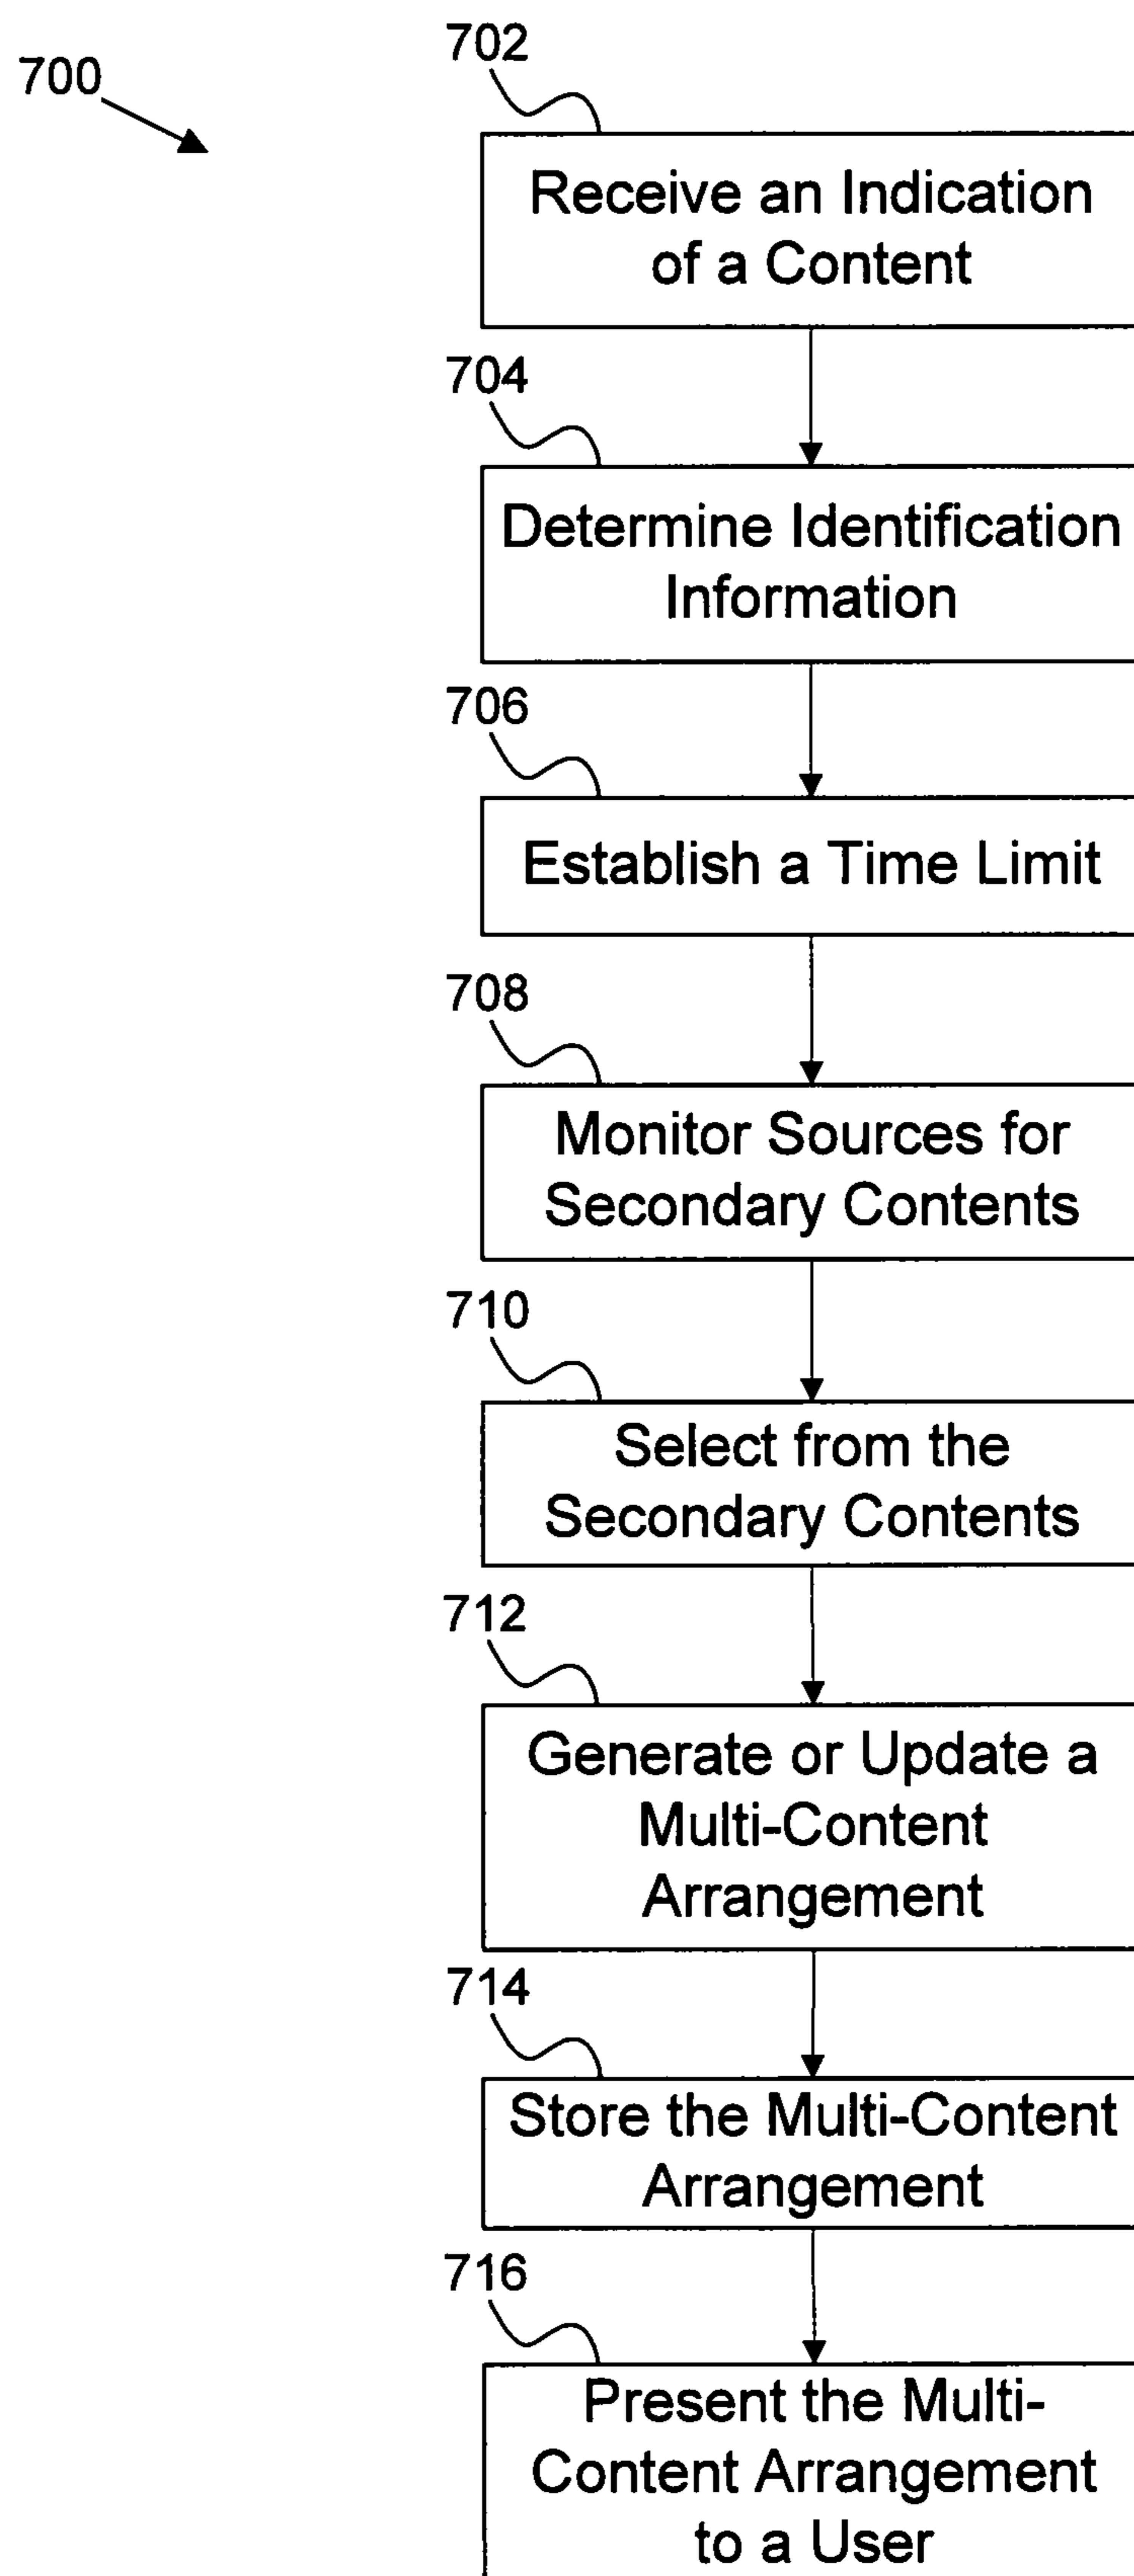 700
702
Receive an Indication
of a Content
704
Determine Identification
Information
706
Establish a Time Limit
708
Monitor Sources for
Secondary Contents
710
Select from the
Secondary Contents
712
Generate or Update a
Multi-Content
Arrangement
714
Store the Multi-Content
Arrangement
716
Present the Multi-
Content Arrangement
to a User